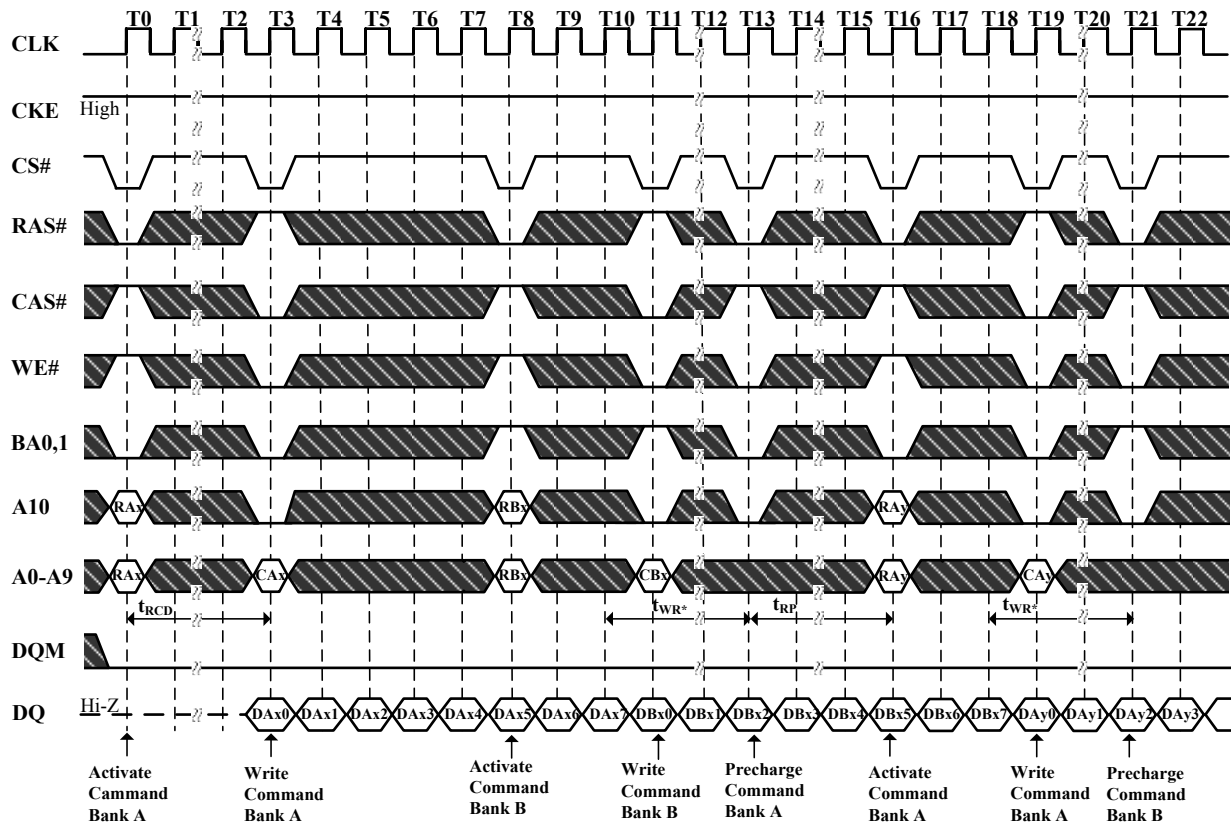 T0 T1 T2 T3 T4 T5 T6 T7 T8 T9 T10 T11 T12 T13 T14 T15 T16 T17 T18 T19 T20 T21 T22
CLK
CKE High
CS#
RAS#
CAS#
WE#
BA0,1
A10 RAx RBx RAy
A0-A9 RAx CAx RBx CBx RAy CAy
tRCD tWR* tRP tWR*
DQM
DQ Hi-Z DAx0 DAx1 DAx2 DAx3 DAx4 DAx5 DAx6 DAx7 DBx0 DBx1 DBx2 DBx3 DBx4 DBx5 DBx6 DBx7 DAy0 DAy1 DAy2 DAy3
Activate
Cammand
Bank A
Write
Command
Bank A
Activate
Command
Bank B
Write
Command
Bank B
Precharge
Command
Bank A
Activate
Command
Bank A
Write
Command
Bank A
Precharge
Command
Bank B